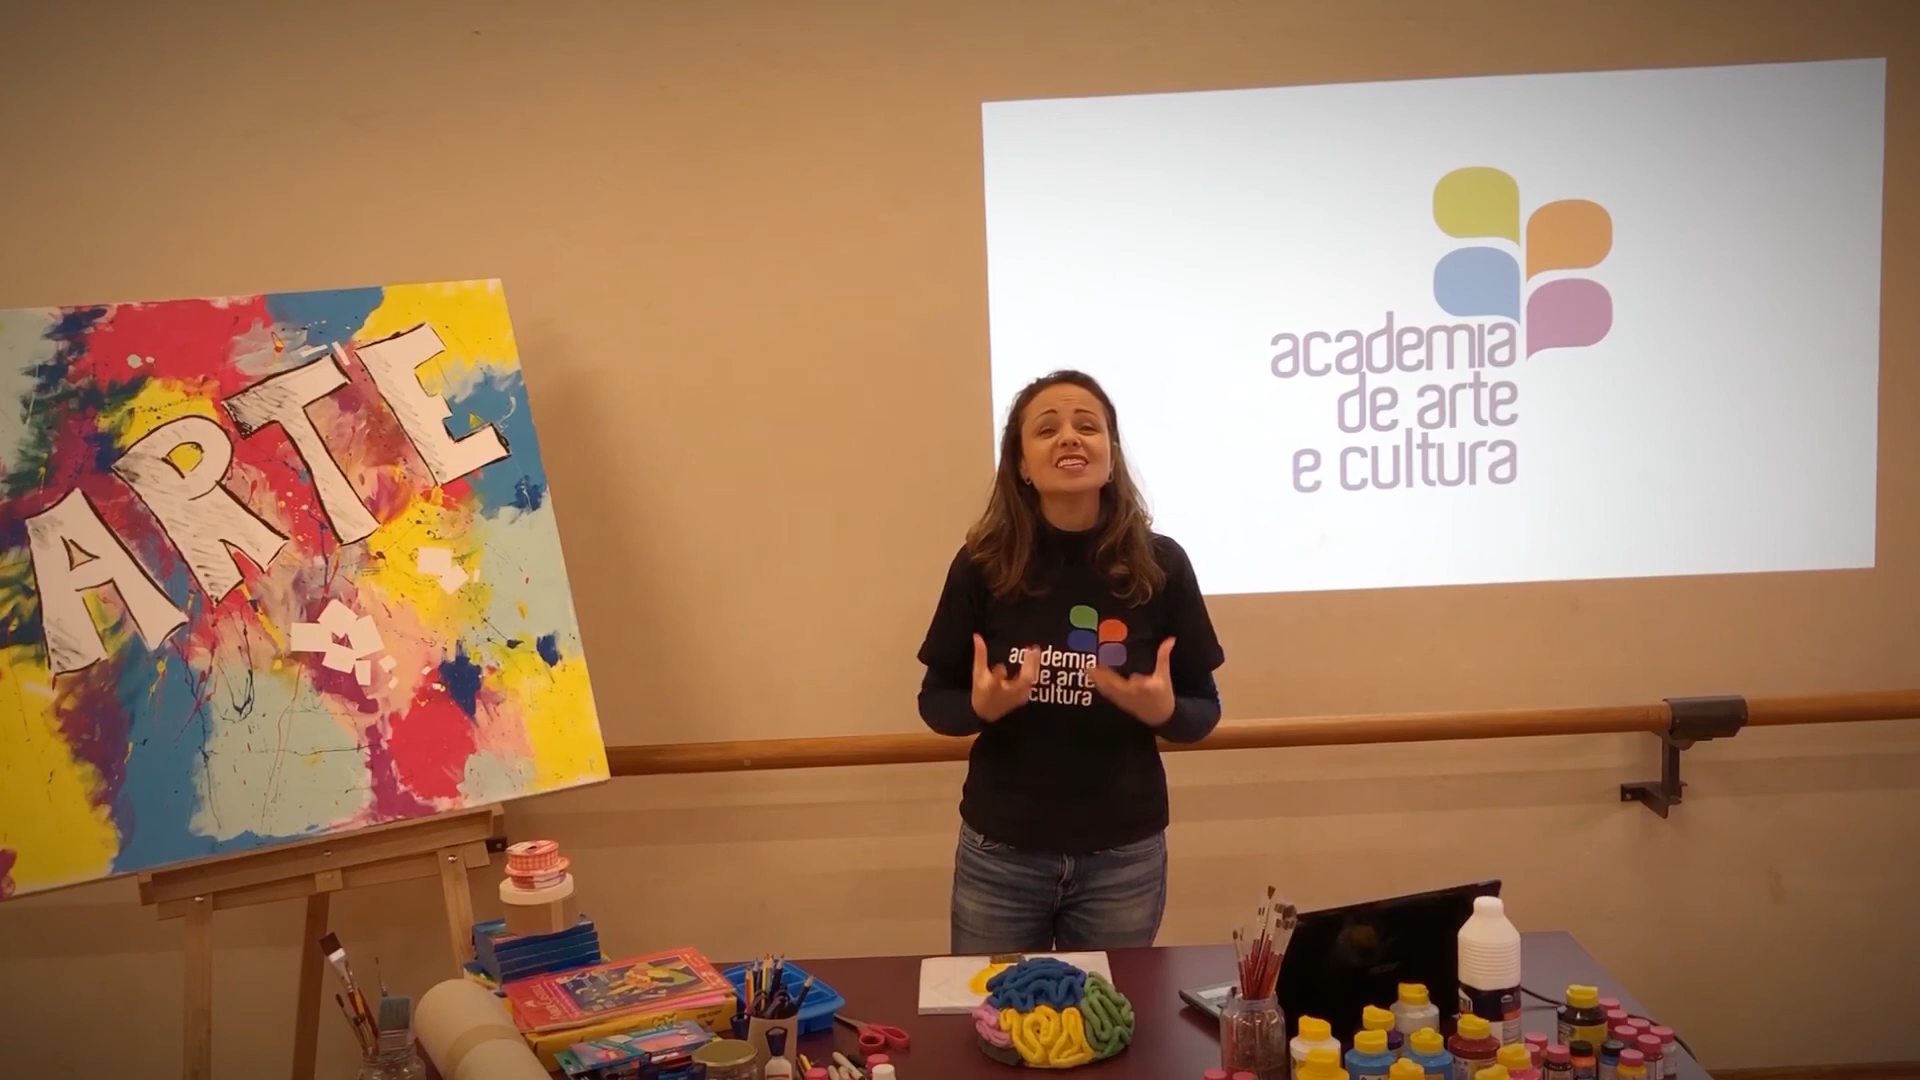 ARTE
academia
de arte
e cultura
academia
de arte
cultura